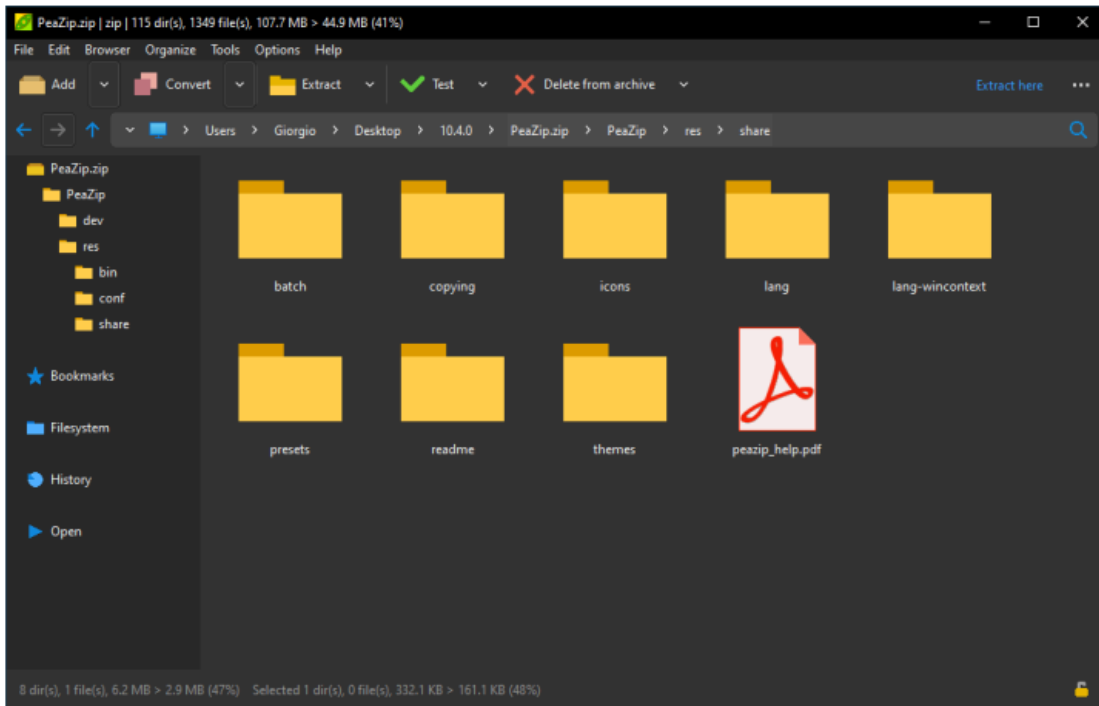 PeaZip.zip | zip | 115 dir(s), 1349 file(s), 107.7 MB > 44.9 MB (41%)
File Edit Browser Organize Tools Options Help
Add Convert Extract Test Delete from archive Extract here
Users > Giorgio > Desktop > 10.4.0 > PeaZip.zip > PeaZip > res > share
PeaZip.zip
PeaZip
dev
res
bin
conf
share
Bookmarks
Filesystem
History
Open
batch copying icons lang lang-wincontext
presets readme themes peazip_help.pdf
8 dir(s), 1 file(s), 6.2 MB > 2.9 MB (47%) Selected 1 dir(s), 0 file(s), 332.1 KB > 161.1 KB (48%)